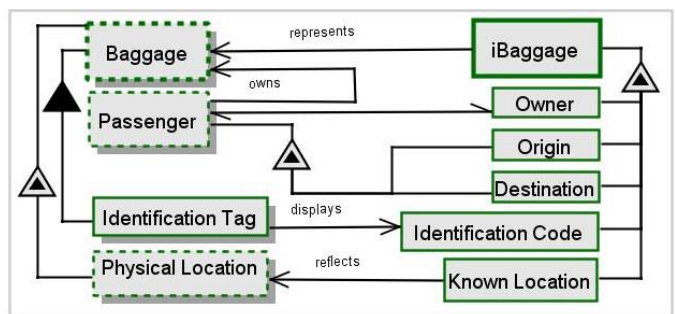 represents
Baggage
iBaggage
owns
Passenger
Owner
Origin
Destination
Identification Tag
displays
Identification Code
Physical Location
reflects
Known Location